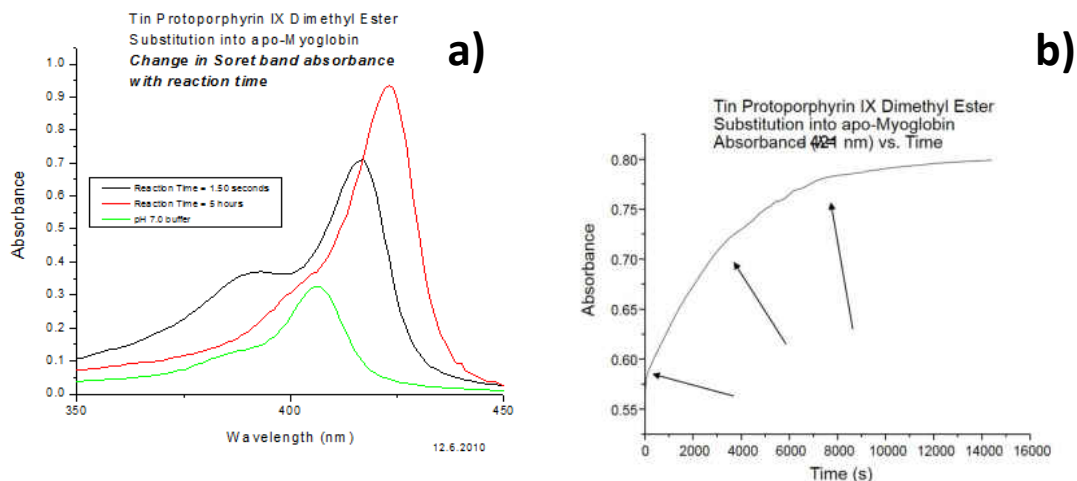 Tin Protoporphyrin IX Dimethyl Ester
Substitution into apo-Myoglobin
Change in Soret band absorbance
with reaction time
a)
1.0
0.9
0.8
0.7
0.6
0.5
0.4
0.3
0.2
0.1
0.0
Absorbance
Reaction Time = 1.50 seconds
Reaction Time = 5 hours
pH 7.0 buffer
350
400
450
Wavelength (nm)
12.6.2010
b)
Tin Protoporphyrin IX Dimethyl Ester
Substitution into apo-Myoglobin
Absorbance nm) vs. Time
0.80
0.75
0.70
0.65
0.60
0.55
Absorbance
0
2000
4000
6000
8000
10000
12000
14000
16000
Time (s)